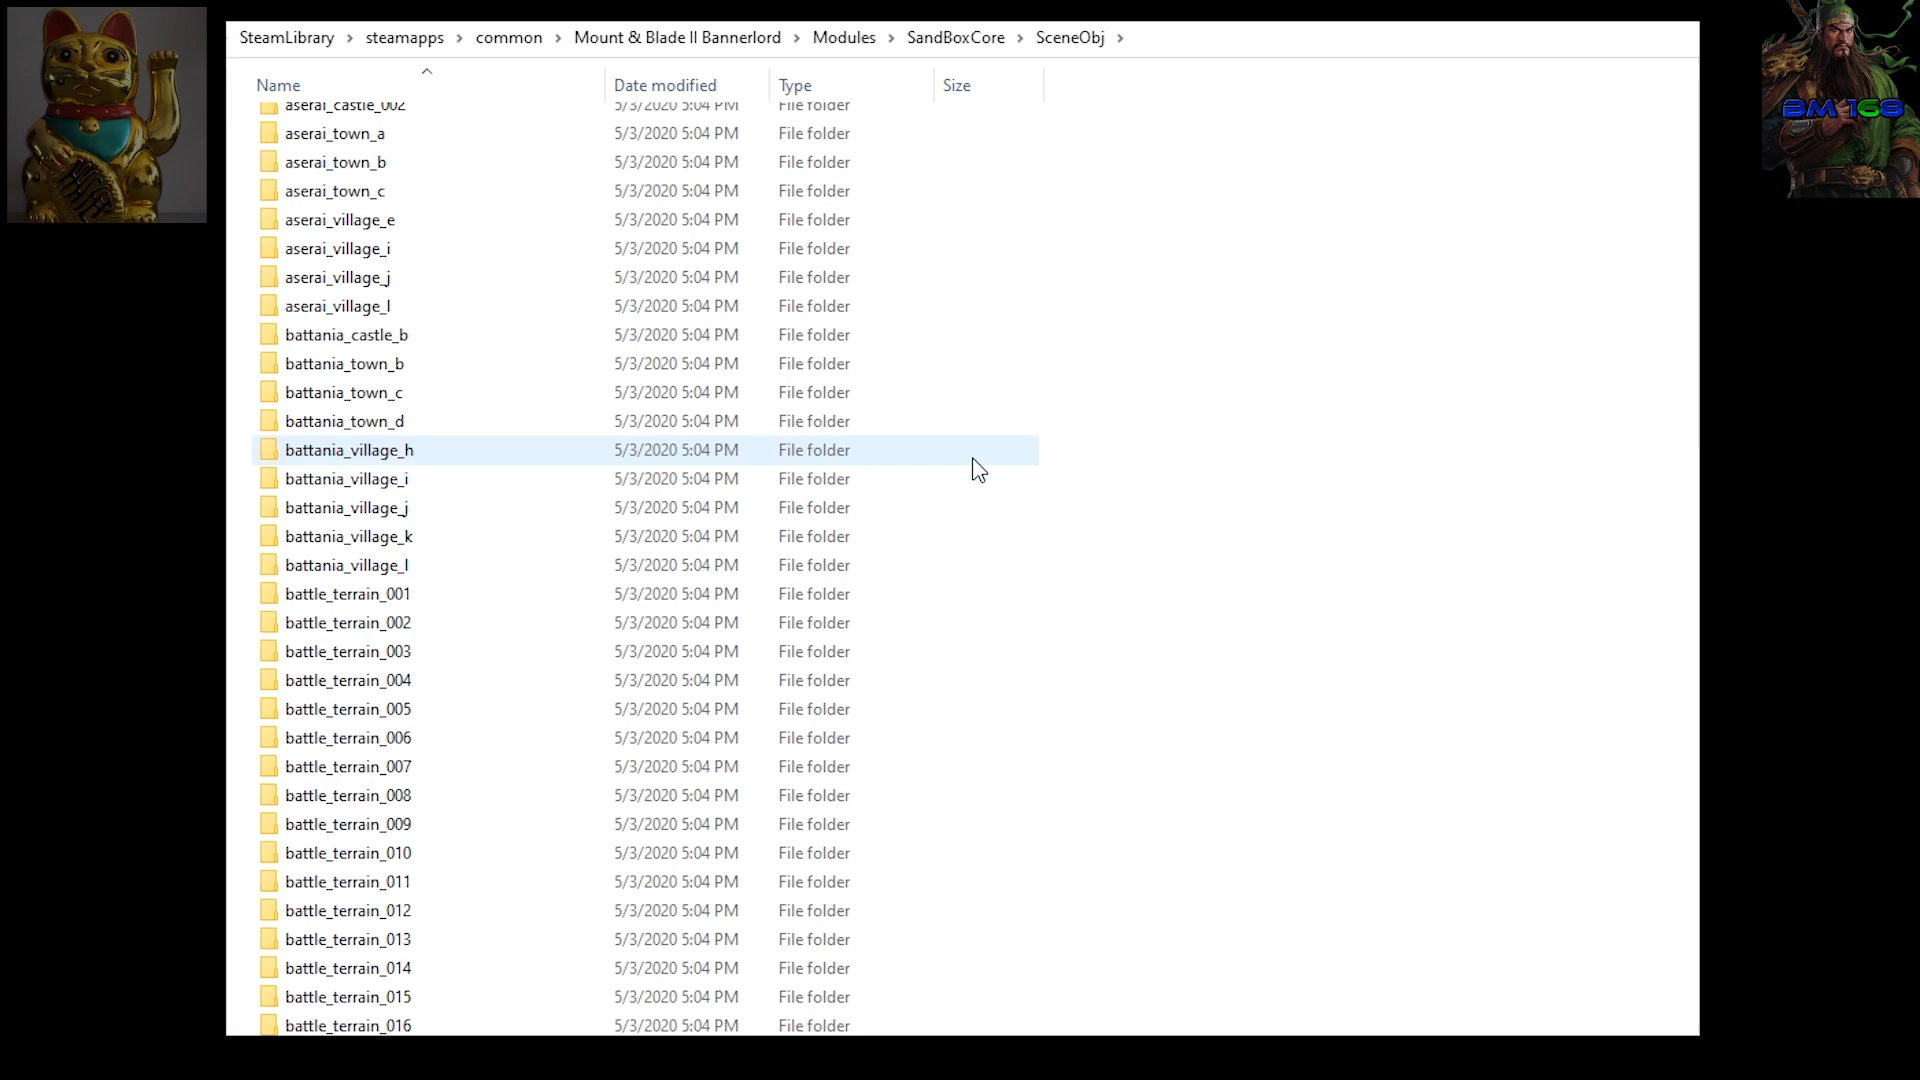 SteamLibrary > steamapps > common > Mount & Blade II Bannerlord > Modules > SandBoxCore > SceneObj >
Name Date modified Type Size
aserai_castle_002 5/3/2020 5:04 PM File folder
aserai_town_a 5/3/2020 5:04 PM File folder
aserai_town_b 5/3/2020 5:04 PM File folder
aserai_town_c 5/3/2020 5:04 PM File folder
aserai_village_e 5/3/2020 5:04 PM File folder
aserai_village_i 5/3/2020 5:04 PM File folder
aserai_village_j 5/3/2020 5:04 PM File folder
aserai_village_l 5/3/2020 5:04 PM File folder
battania_castle_b 5/3/2020 5:04 PM File folder
battania_town_b 5/3/2020 5:04 PM File folder
battania_town_c 5/3/2020 5:04 PM File folder
battania_town_d 5/3/2020 5:04 PM File folder
battania_village_h 5/3/2020 5:04 PM File folder
battania_village_i 5/3/2020 5:04 PM File folder
battania_village_j 5/3/2020 5:04 PM File folder
battania_village_k 5/3/2020 5:04 PM File folder
battania_village_l 5/3/2020 5:04 PM File folder
battle_terrain_001 5/3/2020 5:04 PM File folder
battle_terrain_002 5/3/2020 5:04 PM File folder
battle_terrain_003 5/3/2020 5:04 PM File folder
battle_terrain_004 5/3/2020 5:04 PM File folder
battle_terrain_005 5/3/2020 5:04 PM File folder
battle_terrain_006 5/3/2020 5:04 PM File folder
battle_terrain_007 5/3/2020 5:04 PM File folder
battle_terrain_008 5/3/2020 5:04 PM File folder
battle_terrain_009 5/3/2020 5:04 PM File folder
battle_terrain_010 5/3/2020 5:04 PM File folder
battle_terrain_011 5/3/2020 5:04 PM File folder
battle_terrain_012 5/3/2020 5:04 PM File folder
battle_terrain_013 5/3/2020 5:04 PM File folder
battle_terrain_014 5/3/2020 5:04 PM File folder
battle_terrain_015 5/3/2020 5:04 PM File folder
battle_terrain_016 5/3/2020 5:04 PM File folder
BM 168